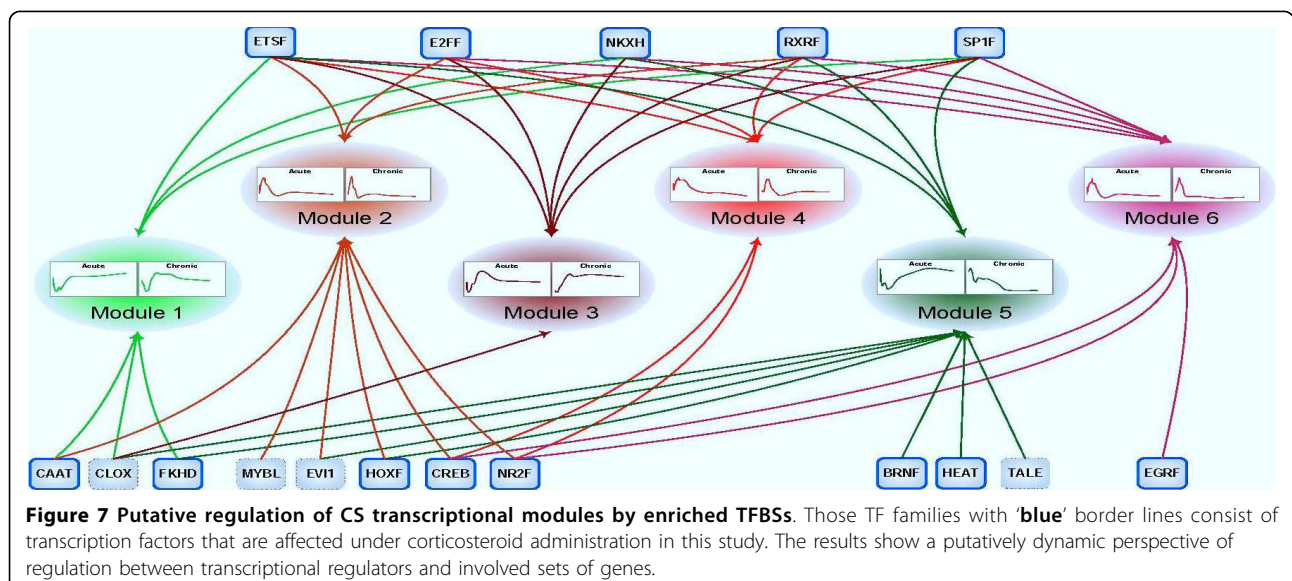 ETSF E2FF NKXH RXRF SP1F
Acute Chronic
Module 2
Acute Chronic
Module 4
Acute Chronic
Module 6
Acute Chronic
Module 1
Acute Chronic
Module 3
Acute Chronic
Module 5
CAAT CLOX FKHD MYBL EVI1 HOXF CREB NR2F BRNF HEAT TALE EGRF
Figure 7 Putative regulation of CS transcriptional modules by enriched TFBSs. Those TF families with ‘blue’ border lines consist of
transcription factors that are affected under corticosteroid administration in this study. The results show a putatively dynamic perspective of
regulation between transcriptional regulators and involved sets of genes.